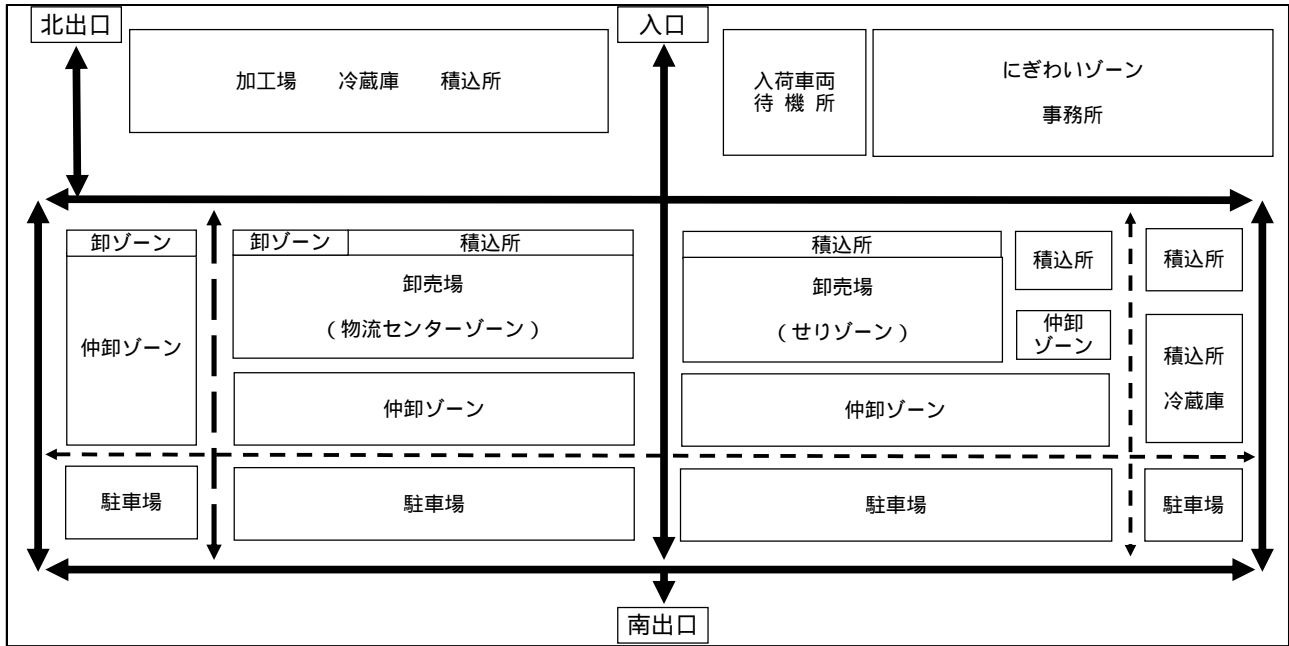 北出口
入口
加工場 冷蔵庫 積込所
入荷車両
待機所
にぎわいゾーン
事務所
卸ゾーン
仲卸ゾーン
卸ゾーン
積込所
卸売場
(物流センターゾーン)
仲卸ゾーン
積込所
卸売場
(せりゾーン)
積込所
仲卸
ゾーン
仲卸ゾーン
積込所
積込所
冷蔵庫
駐車場
駐車場
駐車場
駐車場
南出口